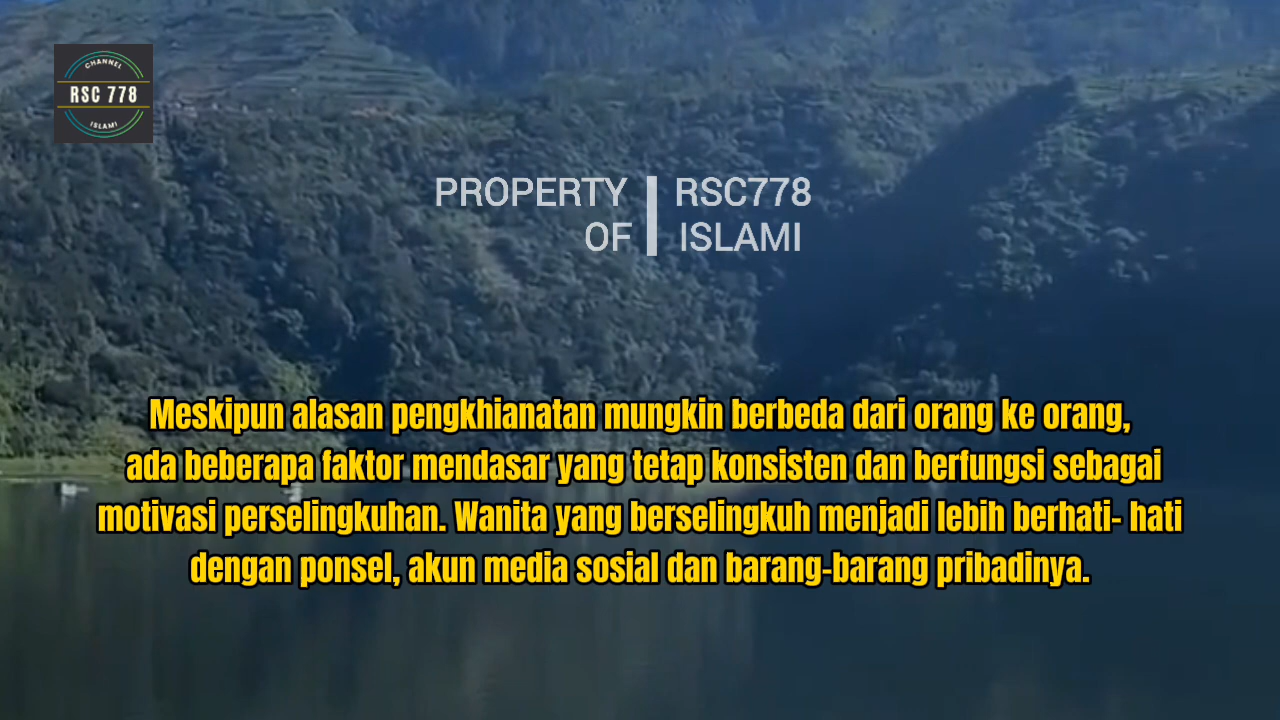 CHANNEL
RSC 778
ISLAMI
PROPERTY OF
RSC778 ISLAMI
Meskipun alasan pengkhianatan mungkin berbeda dari orang ke orang,
ada beberapa faktor mendasar yang tetap konsisten dan berfungsi sebagai
motivasi perselingkuhan. Wanita yang berselingkuh menjadi lebih berhati- hati
dengan ponsel, akun media sosial dan barang-barang pribadinya.